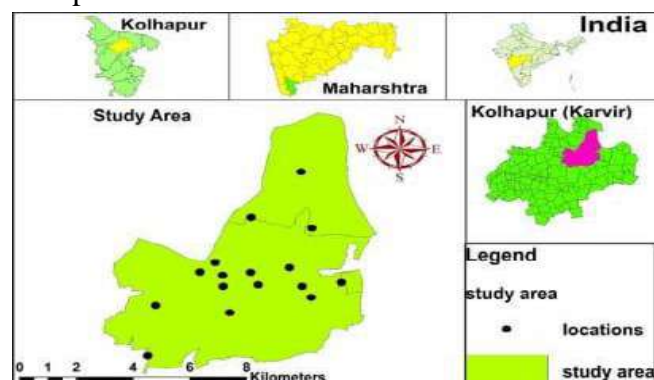 Kolhapur
Maharshtra
India
Study Area
N
W
E
S
Kolhapur (Karvir)
Legend
study area
locations
study area
0 1 2 4 6 8
Kilometers